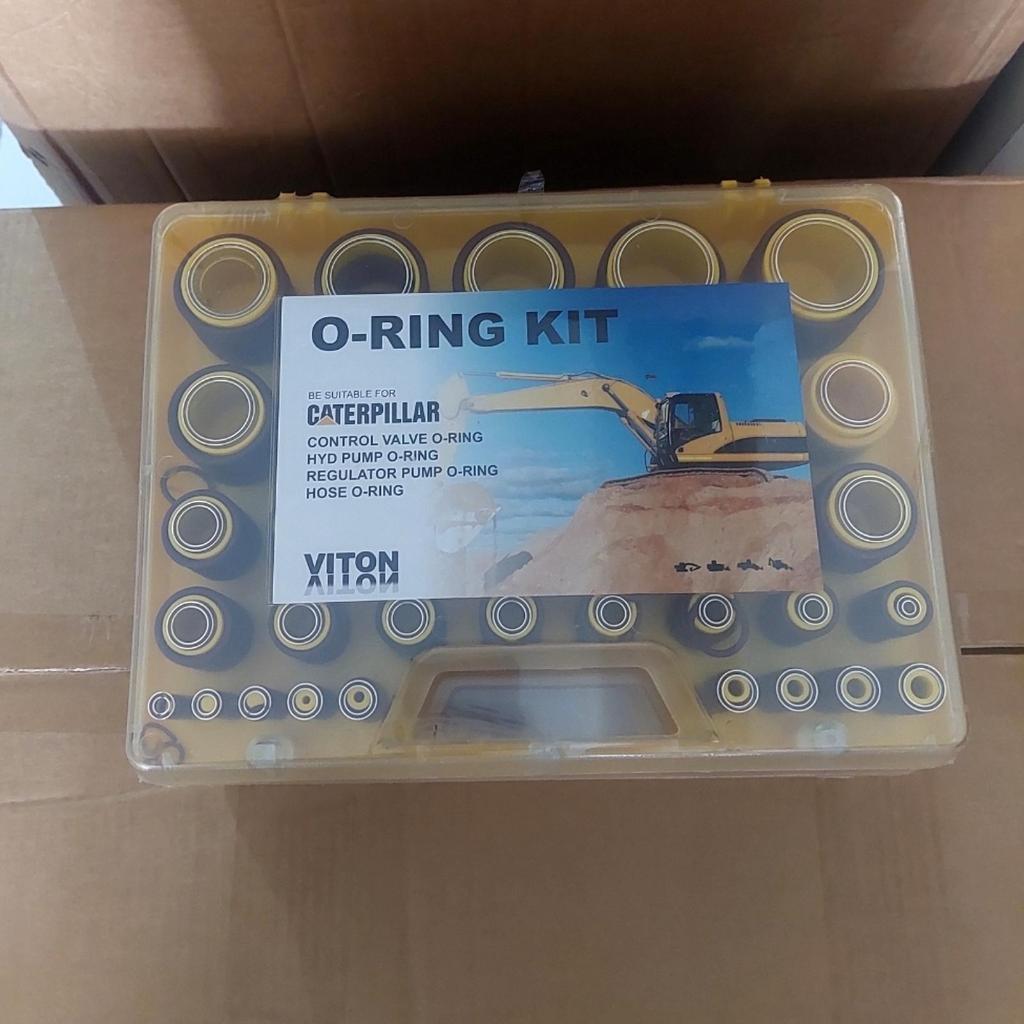 O-RING KIT
BE SUITABLE FOR
CATERPILLAR
CONTROL VALVE O-RING
HYD PUMP O-RING
REGULATOR PUMP O-RING
HOSE O-RING
VITON